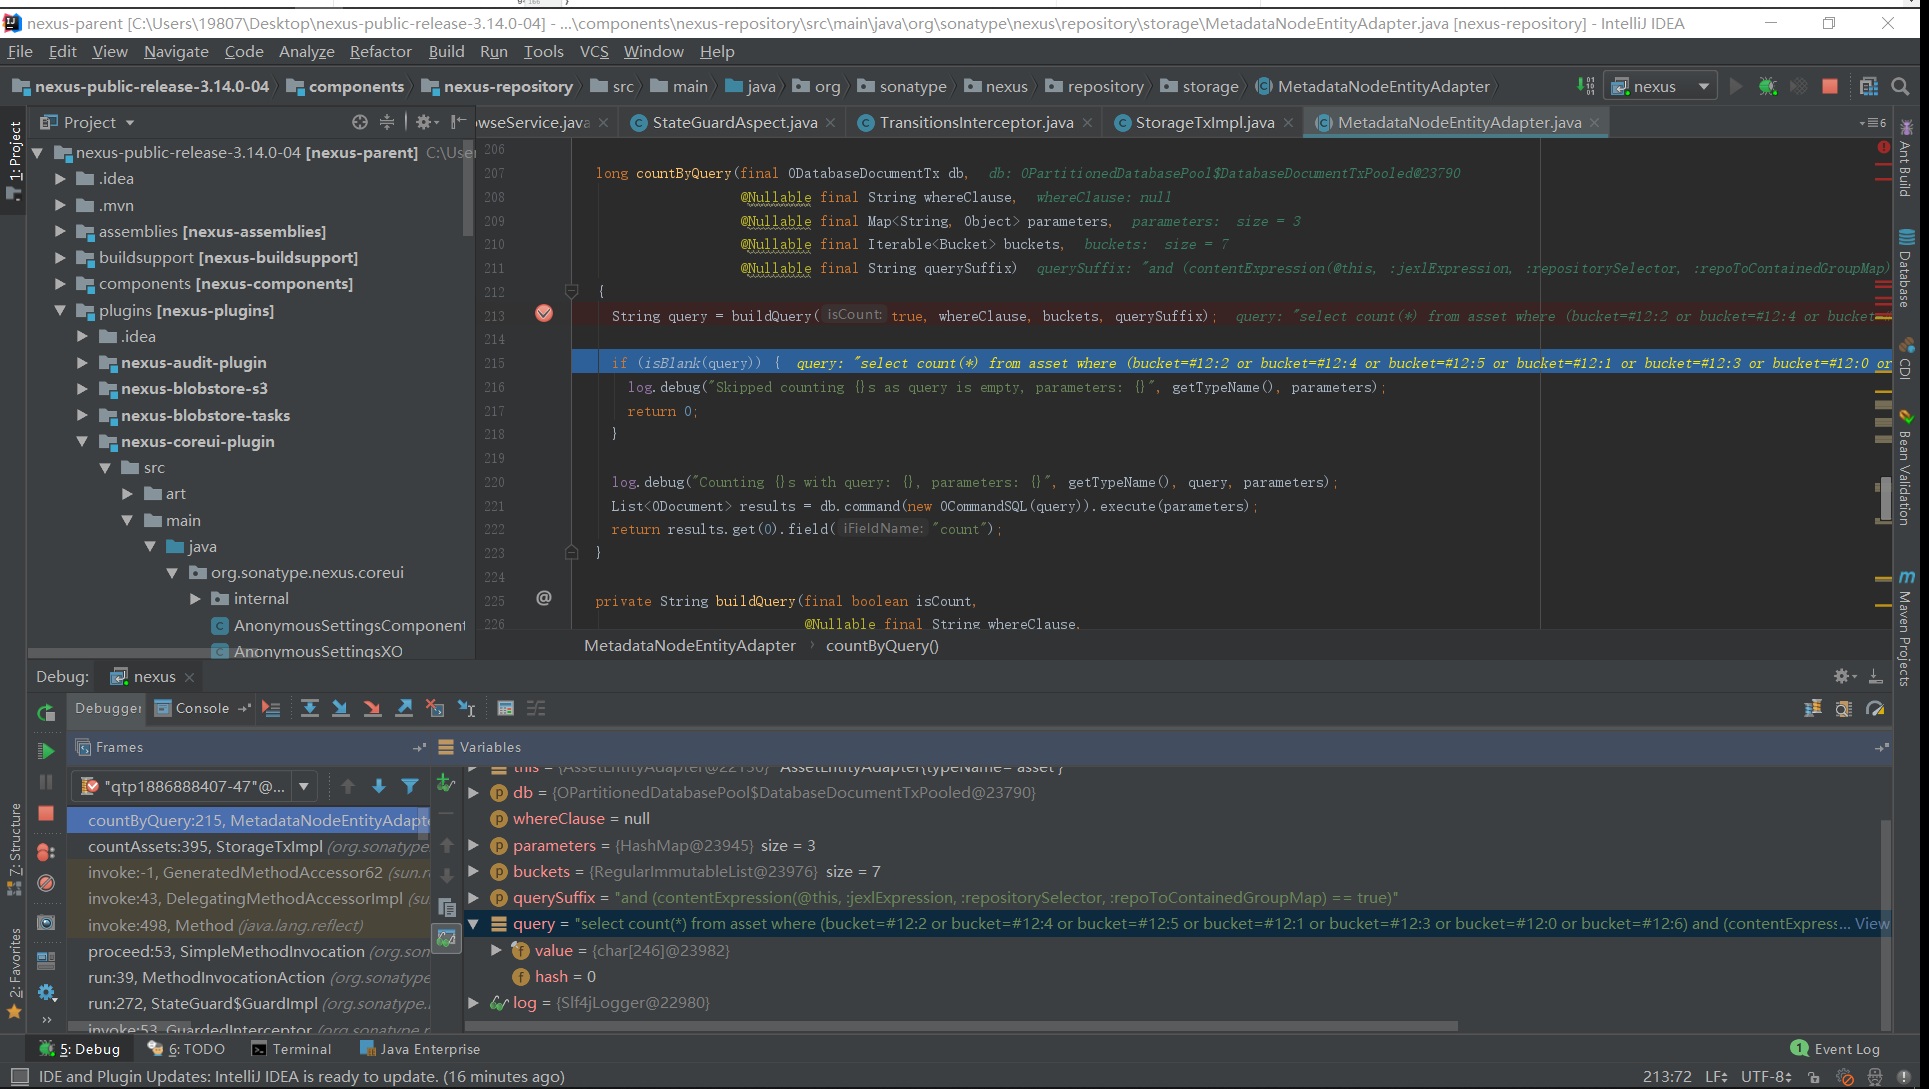 nexus-parent [C:\Users\19807\Desktop\nexus-public-release-3.14.0-04] - ...\components\nexus-repository\src\main\java\org\sonatype\nexus\repository\storage\MetadataNodeEntityAdapter.java [nexus-repository] - IntelliJ IDEA
File Edit View Navigate Code Analyze Refactor Build Run Tools VCS Window Help
nexus-public-release-3.14.0-04 components nexus-repository src main java org sonatype nexus repository storage MetadataNodeEntityAdapter nexus
Project owseService.java StateGuardAspect.java TransitionsInterceptor.java StorageTxImpl.java MetadataNodeEntityAdapter.java 6
1: Project
7: Structure
2: Favorites
nexus-public-release-3.14.0-04 [nexus-parent] C:\Use
.idea
.mvn
assemblies [nexus-assemblies]
buildsupport [nexus-buildsupport]
components [nexus-components]
plugins [nexus-plugins]
.idea
nexus-audit-plugin
nexus-blobstore-s3
nexus-blobstore-tasks
nexus-coreui-plugin
src
art
main
java
org.sonatype.nexus.coreui
internal
AnonymousSettingsComponent
AnonymousSettingsXO
206
207 long countByQuery(final ODatabaseDocumentTx db, db: OPartitionedDatabasePool$DatabaseDocumentTxPooled@23790
208 @Nullable final String whereClause, whereClause: null
209 @Nullable final Map<String, Object> parameters, parameters: size = 3
210 @Nullable final Iterable<Bucket> buckets, buckets: size = 7
211 @Nullable final String querySuffix) querySuffix: "and (contentExpression(@this, :jexlExpression, :repositorySelector, :repoToContainedGroupMap)
212 {
213 String query = buildQuery( isCount: true, whereClause, buckets, querySuffix); query: "select count(*) from asset where (bucket=#12:2 or bucket=#12:4 or bucket=#
214
215 if (isBlank(query)) { query: "select count(*) from asset where (bucket=#12:2 or bucket=#12:4 or bucket=#12:5 or bucket=#12:1 or bucket=#12:3 or bucket=#12:0 or
216 log.debug("Skipped counting {}s as query is empty, parameters: {}", getTypeName(), parameters);
217 return 0;
218 }
219
220 log.debug("Counting {}s with query: {}, parameters: {}", getTypeName(), query, parameters);
221 List<ODocument> results = db.command(new OCommandSQL(query)).execute(parameters);
222 return results.get(0).field( iFieldName: "count");
223 }
224
225 @ private String buildQuery(final boolean isCount,
226 @Nullable final String whereClause,
MetadataNodeEntityAdapter countByQuery()
Ant Build
Database
CDI
Bean Validation
Maven Projects
Debug: nexus
Debugger Console
Frames
"qtp1886888407-47"@...
countByQuery:215, MetadataNodeEntityAdapte
countAssets:395, StorageTxImpl (org.sonatype
invoke:-1, GeneratedMethodAccessor62 (sun.r
invoke:43, DelegatingMethodAccessorImpl (su
invoke:498, Method (java.lang.reflect)
proceed:53, SimpleMethodInvocation (org.son
run:39, MethodInvocationAction (org.sonatype
run:272, StateGuard$GuardImpl (org.sonatype.
invoke:53, GuardedInterceptor (org.sonatype.r
Variables
this = {AssetEntityAdapter@22136} "AssetEntityAdapter{typeName='asset'}"
db = {OPartitionedDatabasePool$DatabaseDocumentTxPooled@23790}
whereClause = null
parameters = {HashMap@23945} size = 3
buckets = {RegularImmutableList@23976} size = 7
querySuffix = "and (contentExpression(@this, :jexlExpression, :repositorySelector, :repoToContainedGroupMap) == true)"
query = "select count(*) from asset where (bucket=#12:2 or bucket=#12:4 or bucket=#12:5 or bucket=#12:1 or bucket=#12:3 or bucket=#12:0 or bucket=#12:6) and (contentExpress... View
value = {char[246]@23982}
hash = 0
log = {Slf4jLogger@22980}
5: Debug 6: TODO Terminal Java Enterprise 1 Event Log
IDE and Plugin Updates: IntelliJ IDEA is ready to update. (16 minutes ago) 213:72 LF UTF-8